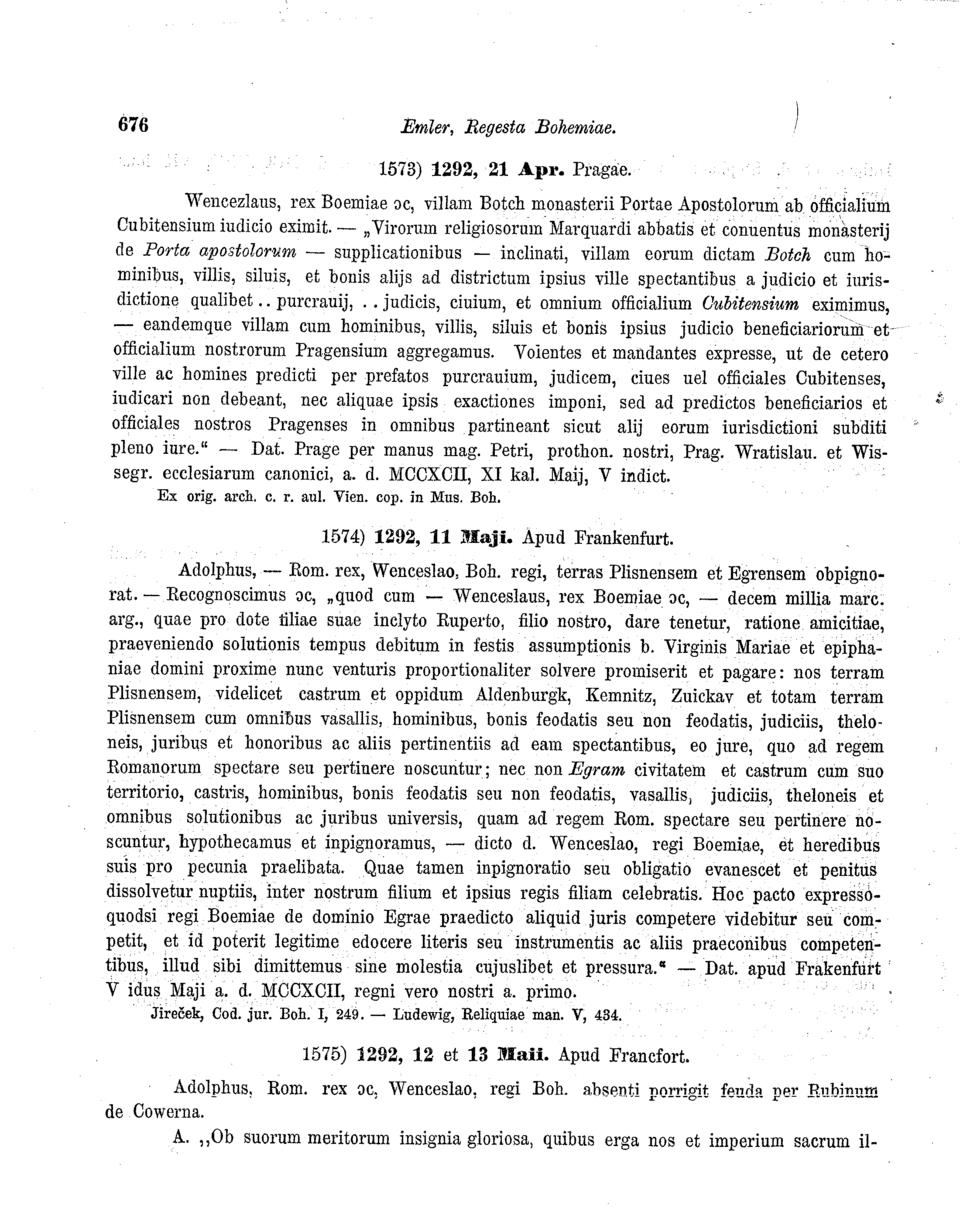 676 Emler, Regesta Bohemiae.
1573) 1292, 21 Apr. Pragae.
Wencezlaus, rex Boemiae ɔc, villam Botch monasterii Portae Apostolorum ab officialium
Cubitensium iudicio eximit. — „Virorum religiosorum Marquardi abbatis et conuentus monasterij
de Porta apostolorum — supplicationibus — inclinati, villam eorum dictam Botch cum ho-
minibus, villis, siluis, et bonis alijs ad districtum ipsius ville spectantibus a judicio et iuris-
dictione qualibet .. purcrauij, .. judicis, ciuium, et omnium officialium Cubitensium eximimus,
— eandemque villam cum hominibus, villis, siluis et bonis ipsius judicio beneficiariorum et
officialium nostrorum Pragensium aggregamus. Volentes et mandantes expresse, ut de cetero
ville ac homines predicti per prefatos purcrauium, judicem, ciues uel officiales Cubitenses,
iudicari non debeant, nec aliquae ipsis exactiones imponi, sed ad predictos beneficiarios et
officiales nostros Pragenses in omnibus partineant sicut alij eorum iurisdictioni subditi
pleno iure.“ — Dat. Prage per manus mag. Petri, prothon. nostri, Prag. Wratislau. et Wis-
segr. ecclesiarum canonici, a. d. MCCXCII, XI kal. Maij, V indict.
Ex orig. arch. c. r. aul. Vien. cop. in Mus. Boh.
1574) 1292, 11 Maji. Apud Frankenfurt.
Adolphus, — Rom. rex, Wenceslao, Boh. regi, terras Plisnensem et Egrensem obpigno-
rat. — Recognoscimus ɔc, „quod cum — Wenceslaus, rex Boemiae ɔc, — decem millia marc.
arg., quae pro dote filiae suae inclyto Ruperto, filio nostro, dare tenetur, ratione amicitiae,
praeveniendo solutionis tempus debitum in festis assumptionis b. Virginis Mariae et epipha-
niae domini proxime nunc venturis proportionaliter solvere promiserit et pagare: nos terram
Plisnensem, videlicet castrum et oppidum Aldenburgk, Kemnitz, Zuickav et totam terram
Plisnensem cum omnibus vasallis, hominibus, bonis feodatis seu non feodatis, judiciis, thelo-
neis, juribus et honoribus ac aliis pertinentiis ad eam spectantibus, eo jure, quo ad regem
Romanorum spectare seu pertinere noscuntur; nec non Egram civitatem et castrum cum suo
territorio, castris, hominibus, bonis feodatis seu non feodatis, vasallis, judiciis, theloneis et
omnibus solutionibus ac juribus universis, quam ad regem Rom. spectare seu pertinere no-
scuntur, hypothecamus et inpignoramus, — dicto d. Wenceslao, regi Boemiae, et heredibus
suis pro pecunia praelibata. Quae tamen inpignoratio seu obligatio evanescet et penitus
dissolvetur nuptiis, inter nostrum filium et ipsius regis filiam celebratis. Hoc pacto expresso-
quodsi regi Boemiae de dominio Egrae praedicto aliquid juris competere videbitur seu com-
petit, et id poterit legitime edocere literis seu instrumentis ac aliis praeconibus competen-
tibus, illud sibi dimittemus sine molestia cujuslibet et pressura.“ — Dat. apud Frakenfurt
V idus Maji a. d. MCCXCII, regni vero nostri a. primo.
Jireček, Cod. jur. Boh. I, 249. — Ludewig, Reliquiae man. V, 434.
1575) 1292, 12 et 13 Maii. Apud Francfort.
Adolphus, Rom. rex ɔc, Wenceslao, regi Boh. absenti porrigit feuda per Rubinum
de Cowerna.
A. „Ob suorum meritorum insignia gloriosa, quibus erga nos et imperium sacrum il-